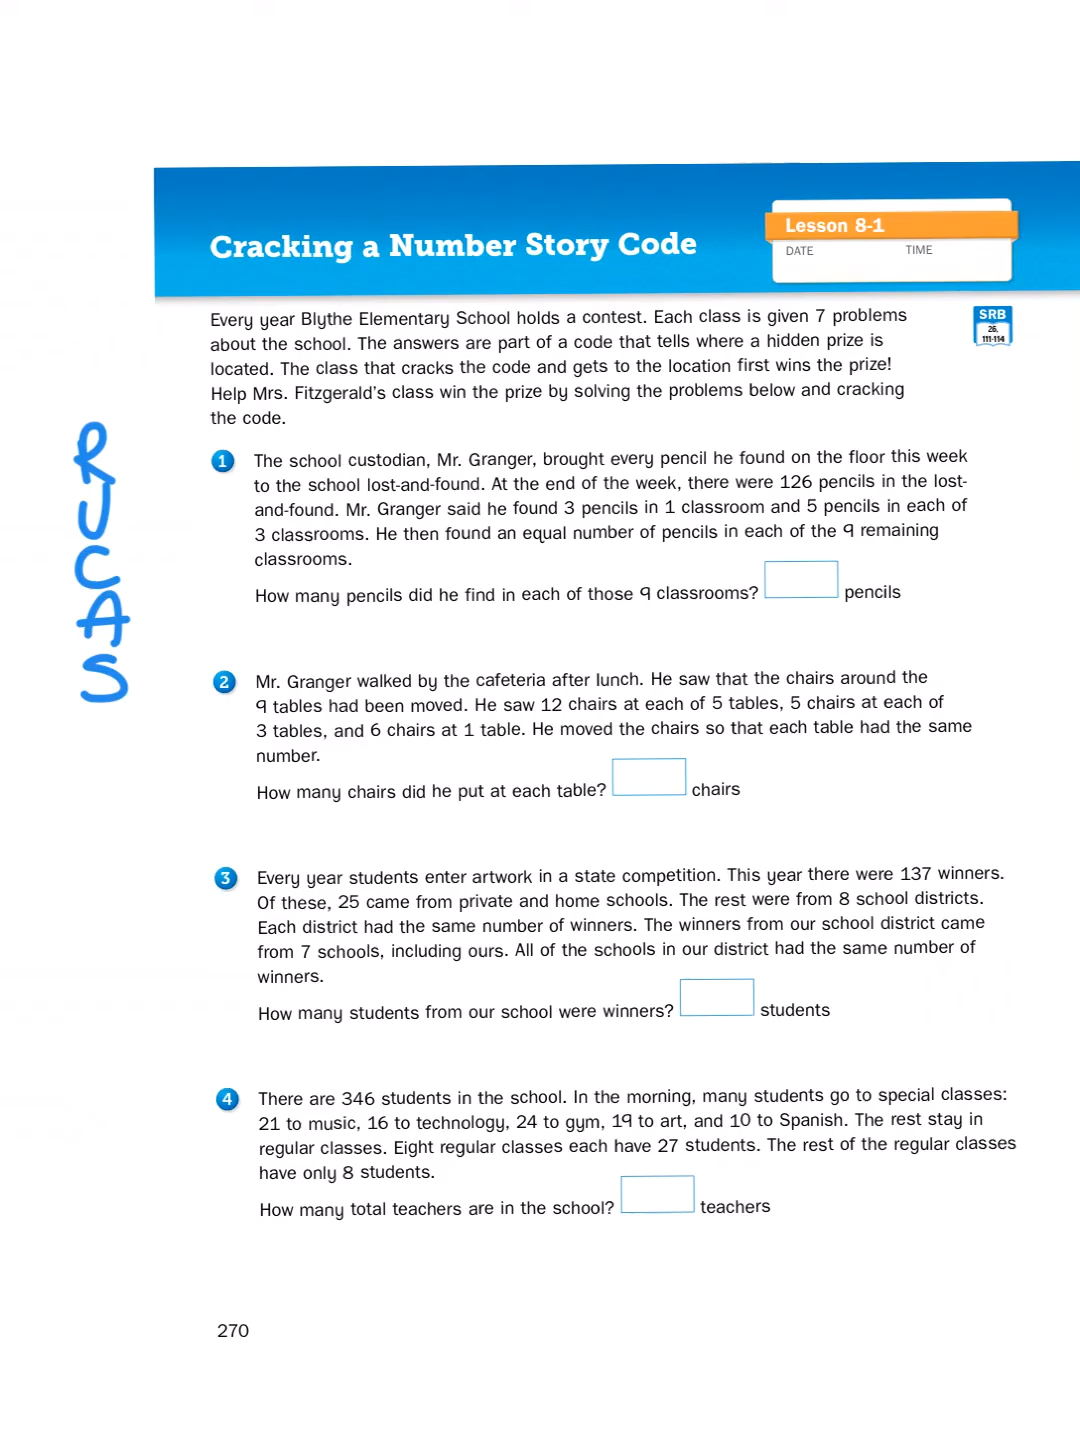 Cracking a Number Story Code
Lesson 8-1
DATE TIME
Every year Blythe Elementary School holds a contest. Each class is given 7 problems
about the school. The answers are part of a code that tells where a hidden prize is
located. The class that cracks the code and gets to the location first wins the prize!
Help Mrs. Fitzgerald's class win the prize by solving the problems below and cracking
the code.
SRB
26,
111-114
RUCAS
1 The school custodian, Mr. Granger, brought every pencil he found on the floor this week
to the school lost-and-found. At the end of the week, there were 126 pencils in the lost-
and-found. Mr. Granger said he found 3 pencils in 1 classroom and 5 pencils in each of
3 classrooms. He then found an equal number of pencils in each of the 9 remaining
classrooms.
How many pencils did he find in each of those 9 classrooms? pencils
2 Mr. Granger walked by the cafeteria after lunch. He saw that the chairs around the
9 tables had been moved. He saw 12 chairs at each of 5 tables, 5 chairs at each of
3 tables, and 6 chairs at 1 table. He moved the chairs so that each table had the same
number.
How many chairs did he put at each table? chairs
3 Every year students enter artwork in a state competition. This year there were 137 winners.
Of these, 25 came from private and home schools. The rest were from 8 school districts.
Each district had the same number of winners. The winners from our school district came
from 7 schools, including ours. All of the schools in our district had the same number of
winners.
How many students from our school were winners? students
4 There are 346 students in the school. In the morning, many students go to special classes:
21 to music, 16 to technology, 24 to gym, 19 to art, and 10 to Spanish. The rest stay in
regular classes. Eight regular classes each have 27 students. The rest of the regular classes
have only 8 students.
How many total teachers are in the school? teachers
270